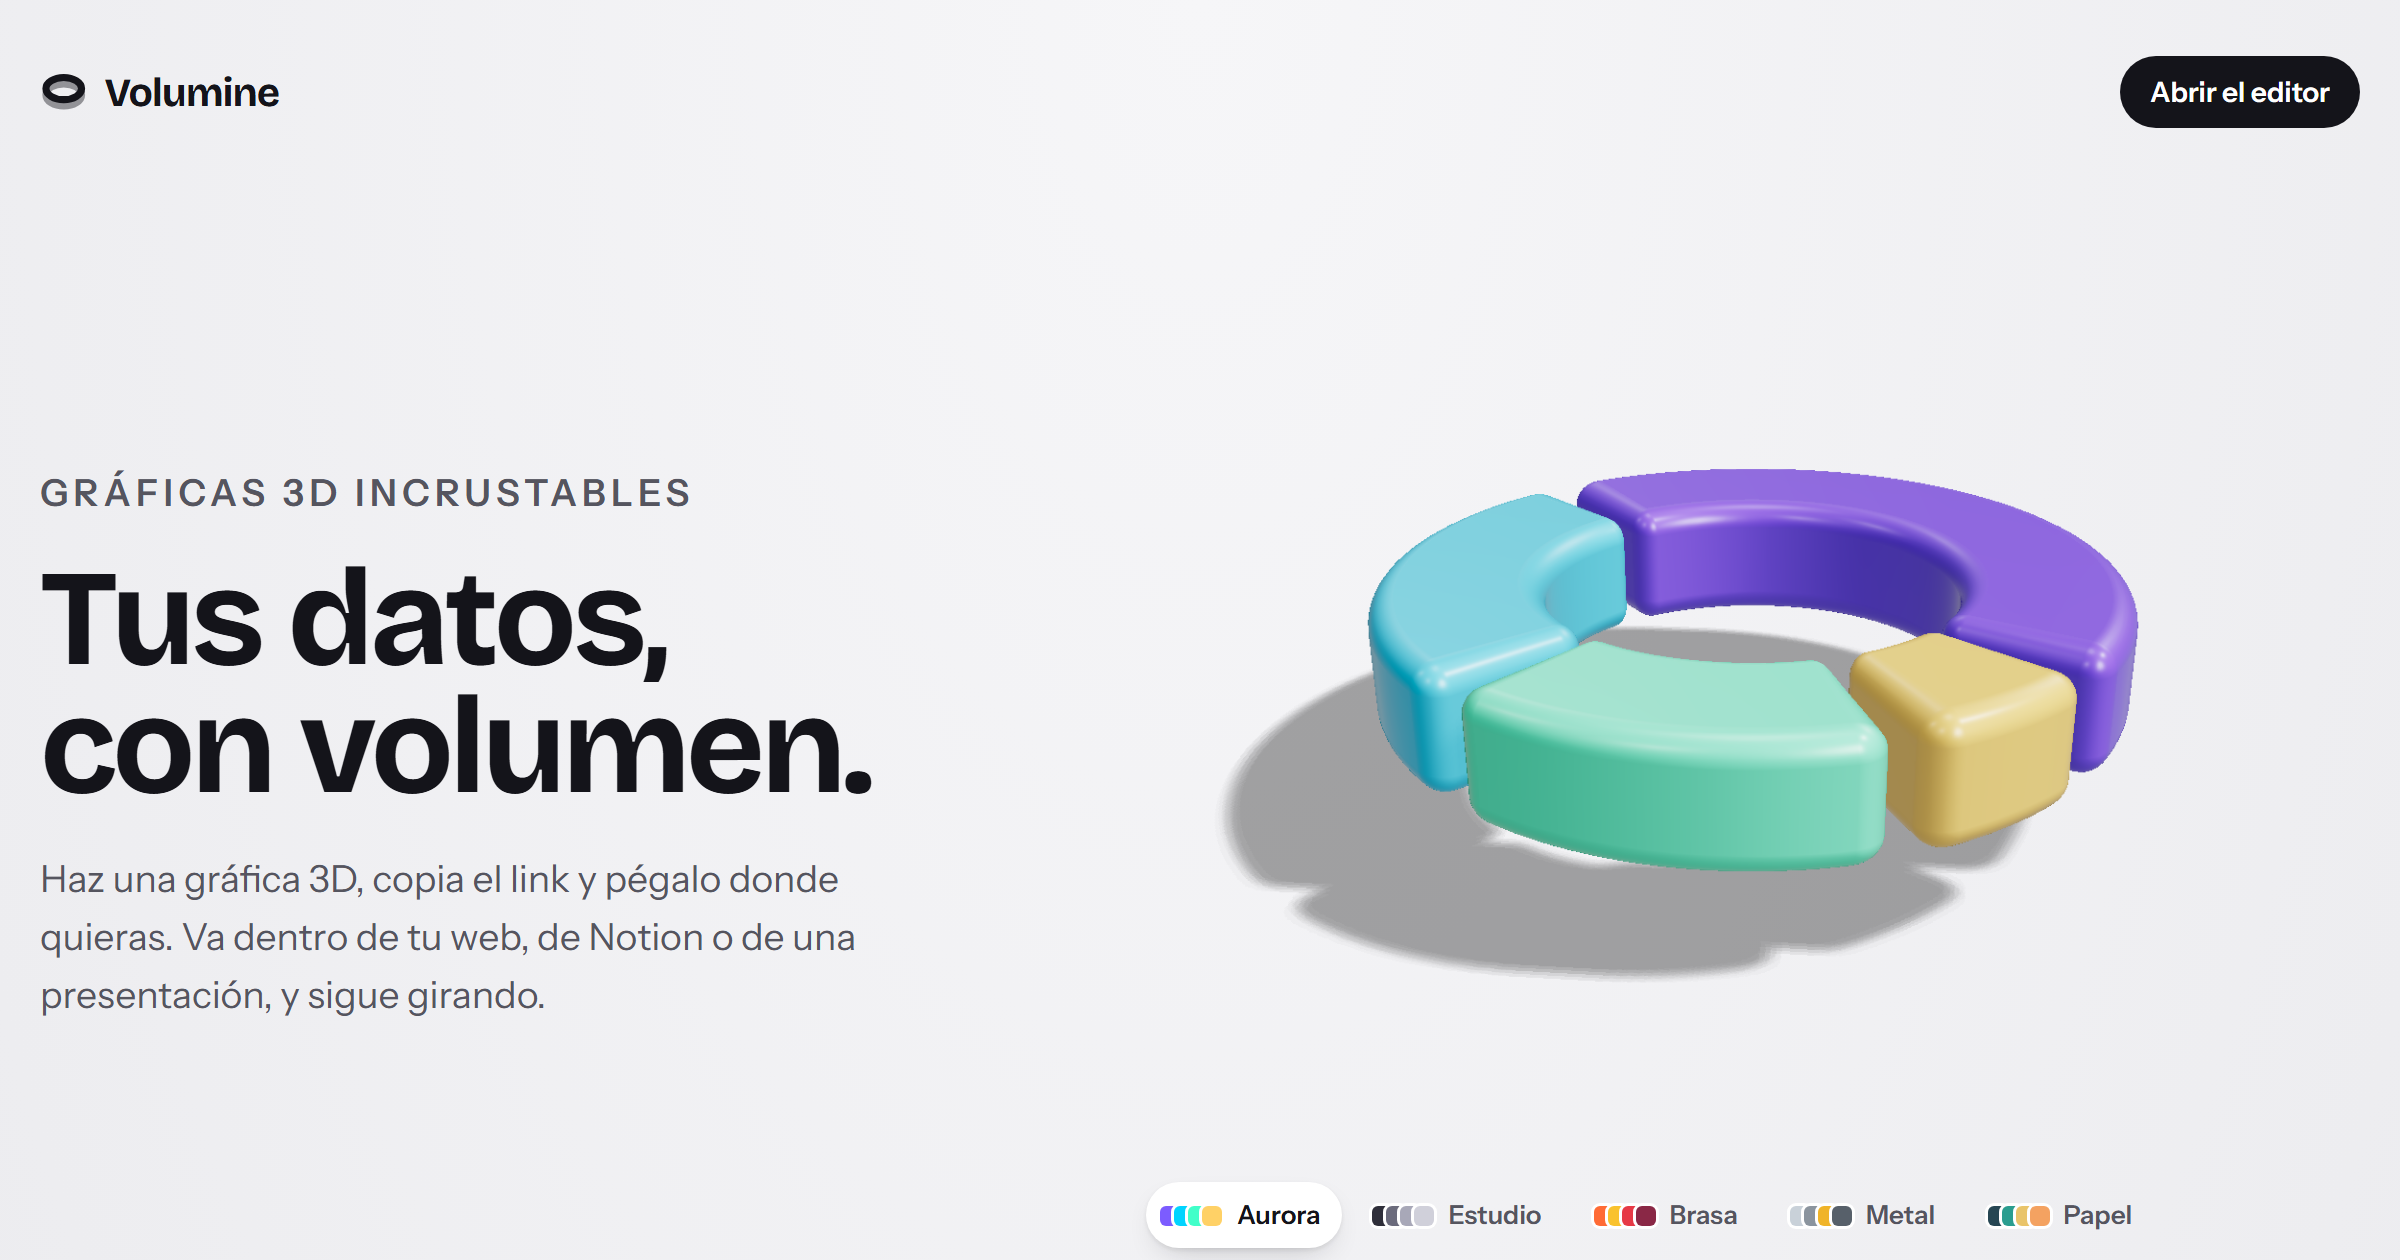 Volumine
Abrir el editor
GRÁFICAS 3D INCRUSTABLES
Tus datos,
con volumen.
Haz una gráfica 3D, copia el link y pégalo donde
quieras. Va dentro de tu web, de Notion o de una
presentación, y sigue girando.
Aurora
Estudio
Brasa
Metal
Papel